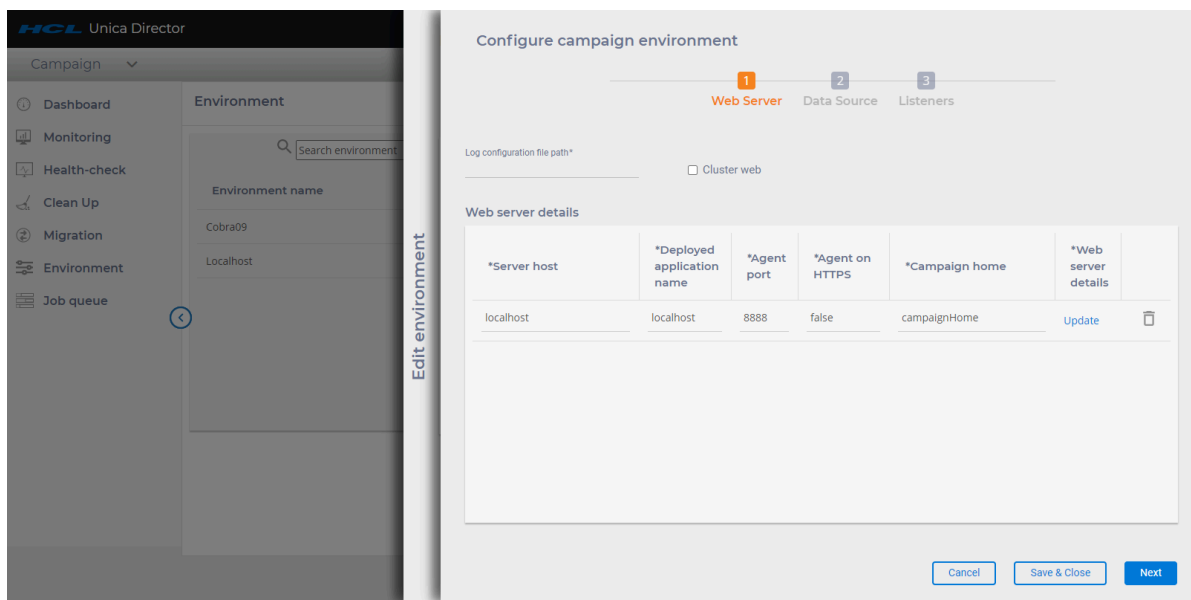 HCL Unica Director
Campaign
Dashboard
Monitoring
Health-check
Clean Up
Migration
Environment
Job queue
Environment
Search environment
Environment name
Cobra09
Localhost
Edit environment
Configure campaign environment
1 2 3
Web Server Data Source Listeners
Log configuration file path*
Cluster web
Web server details
*Server host
*Deployed application name
*Agent port
*Agent on HTTPS
*Campaign home
*Web server details
localhost localhost 8888 false campaignHome Update
Cancel Save & Close Next